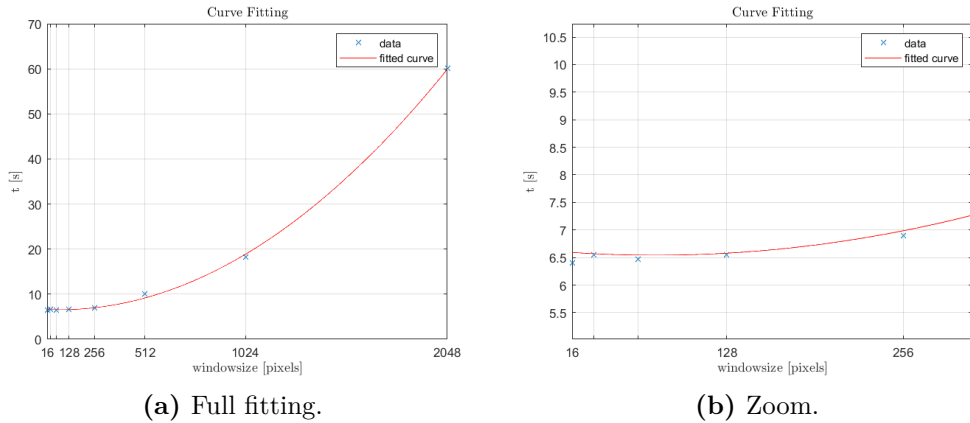 Curve Fitting
70
60
50
40
30
20
10
0
t [s]
data
fitted curve
16 128 256 512 1024 2048
windowsize [pixels]
(a) Full fitting.
Curve Fitting
10.5
10
9.5
9
8.5
8
7.5
7
6.5
6
5.5
t [s]
data
fitted curve
16 128 256
windowsize [pixels]
(b) Zoom.